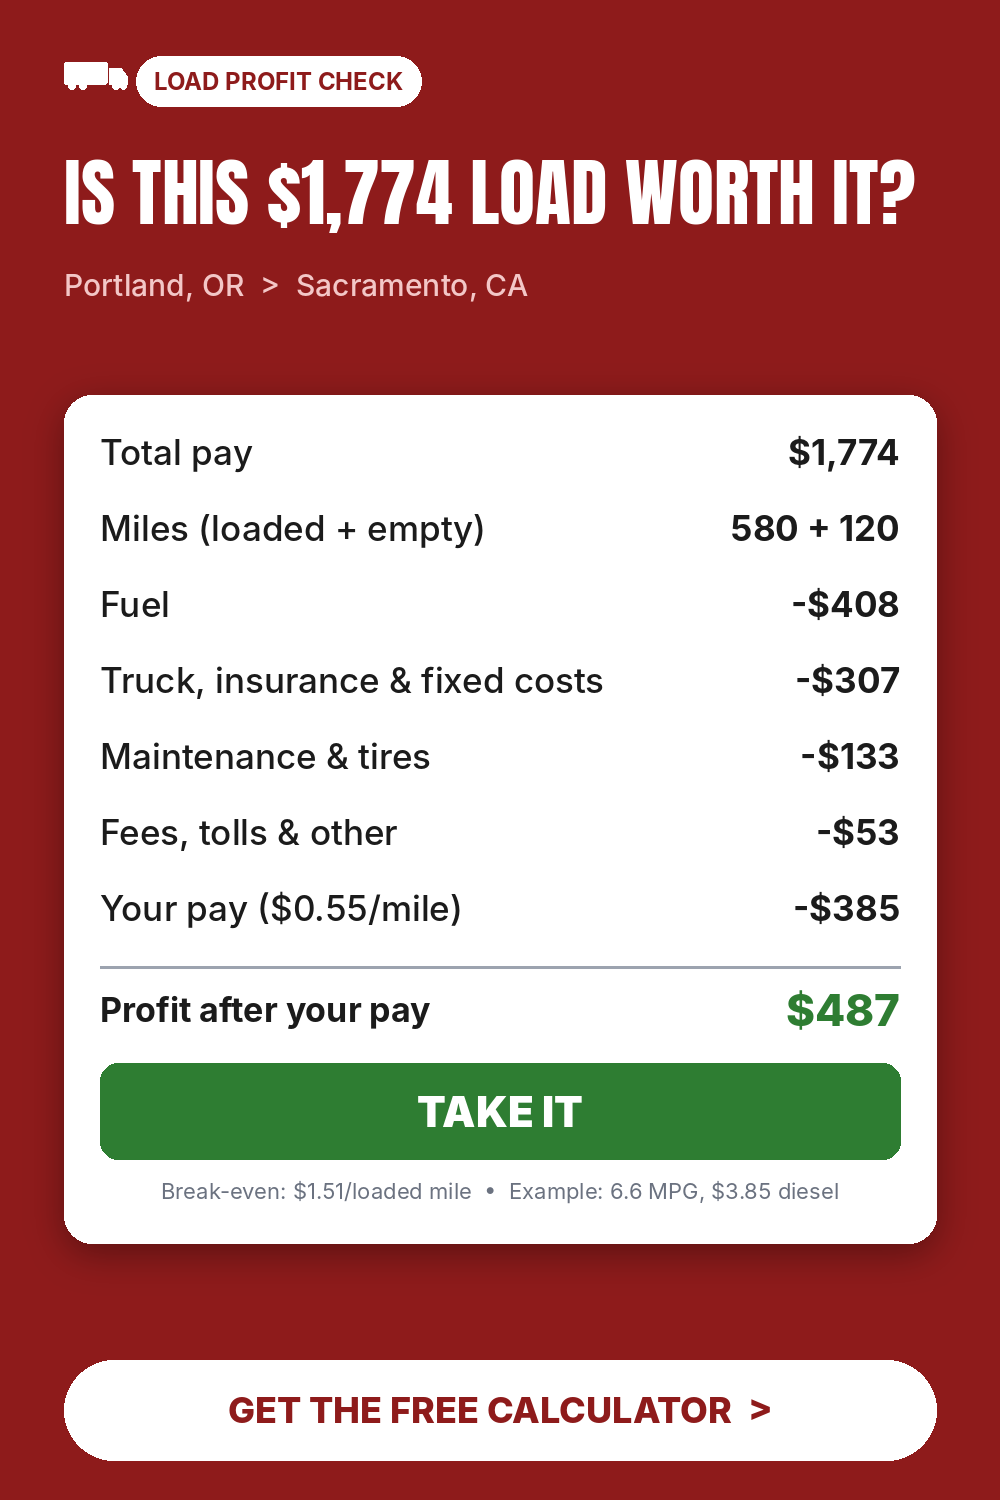 LOAD PROFIT CHECK
IS THIS $1,774 LOAD WORTH IT?
Portland, OR > Sacramento, CA
Total pay $1,774
Miles (loaded + empty) 580 + 120
Fuel -$408
Truck, insurance & fixed costs -$307
Maintenance & tires -$133
Fees, tolls & other -$53
Your pay ($0.55/mile) -$385
Profit after your pay $487
TAKE IT
Break-even: $1.51/loaded mile • Example: 6.6 MPG, $3.85 diesel
GET THE FREE CALCULATOR >